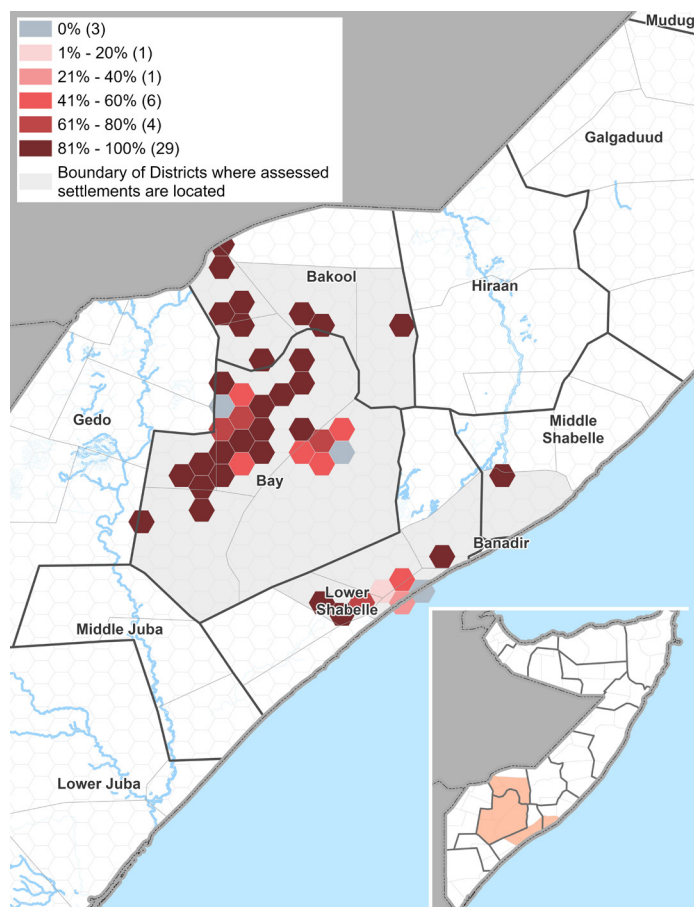 0% (3)
1% - 20% (1)
21% - 40% (1)
41% - 60% (6)
61% - 80% (4)
81% - 100% (29)
Boundary of Districts where assessed
settlements are located
Mudug
Galgaduud
Bakool
Hiraan
Gedo
Middle
Shabelle
Bay
Banadir
Lower
Shabelle
Middle Juba
Lower Juba